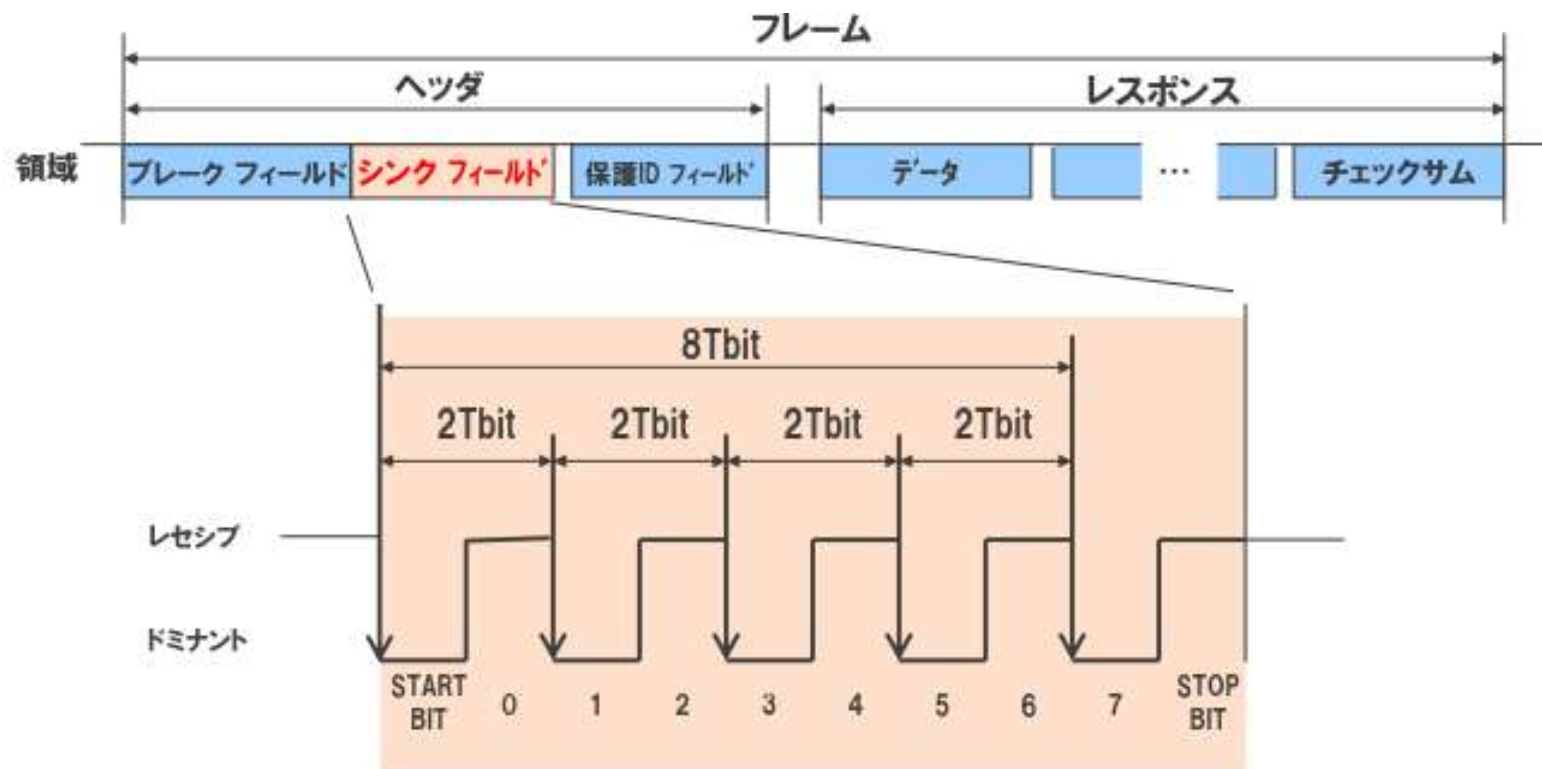 フレーム
ヘッダ
レスポンス
領域
ブレーク フィールド
シンク フィールド
保護ID フィールド
データ
…
チェックサム
8Tbit
2Tbit 2Tbit 2Tbit 2Tbit
レセシブ
ドミナント
START BIT
0 1 2 3 4 5 6 7
STOP BIT